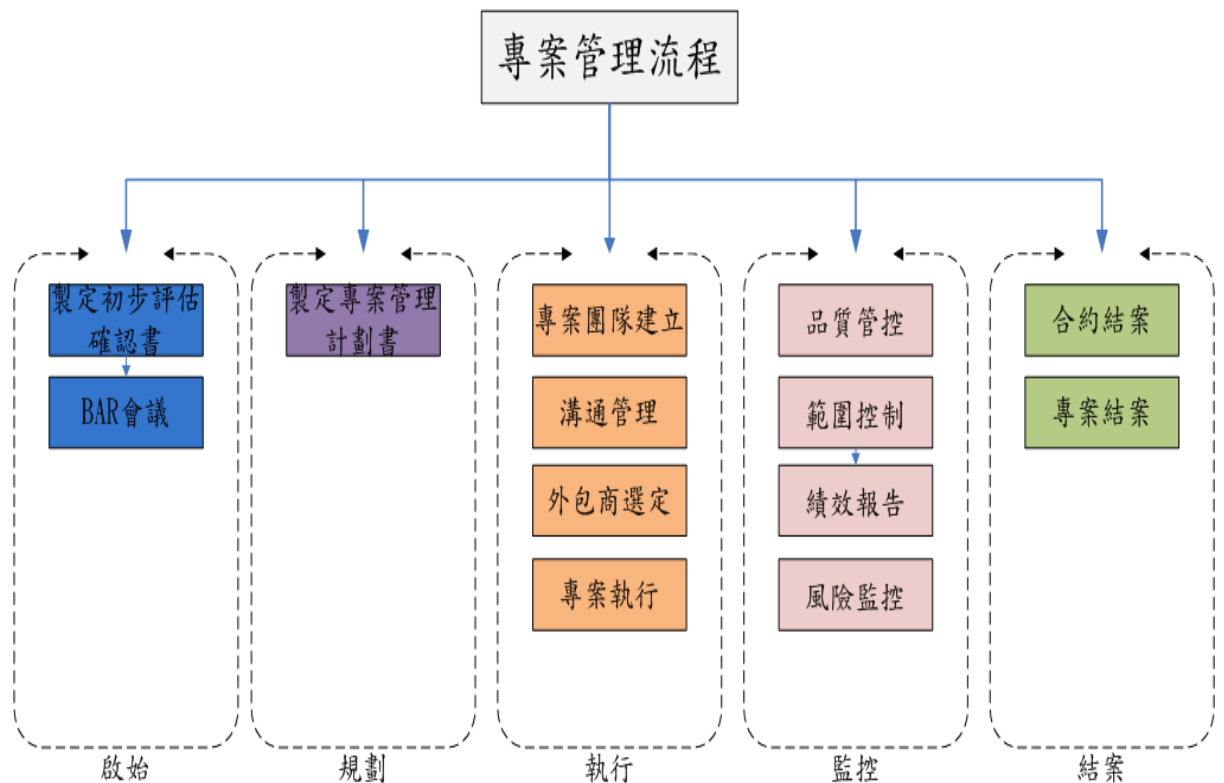 專案管理流程
製定初步評估
確認書
BAR會議
製定專案管理
計劃書
專案團隊建立
溝通管理
外包商選定
專案執行
品質管控
範圍控制
績效報告
風險監控
合約結案
專案結案
啟始
規劃
執行
監控
結案